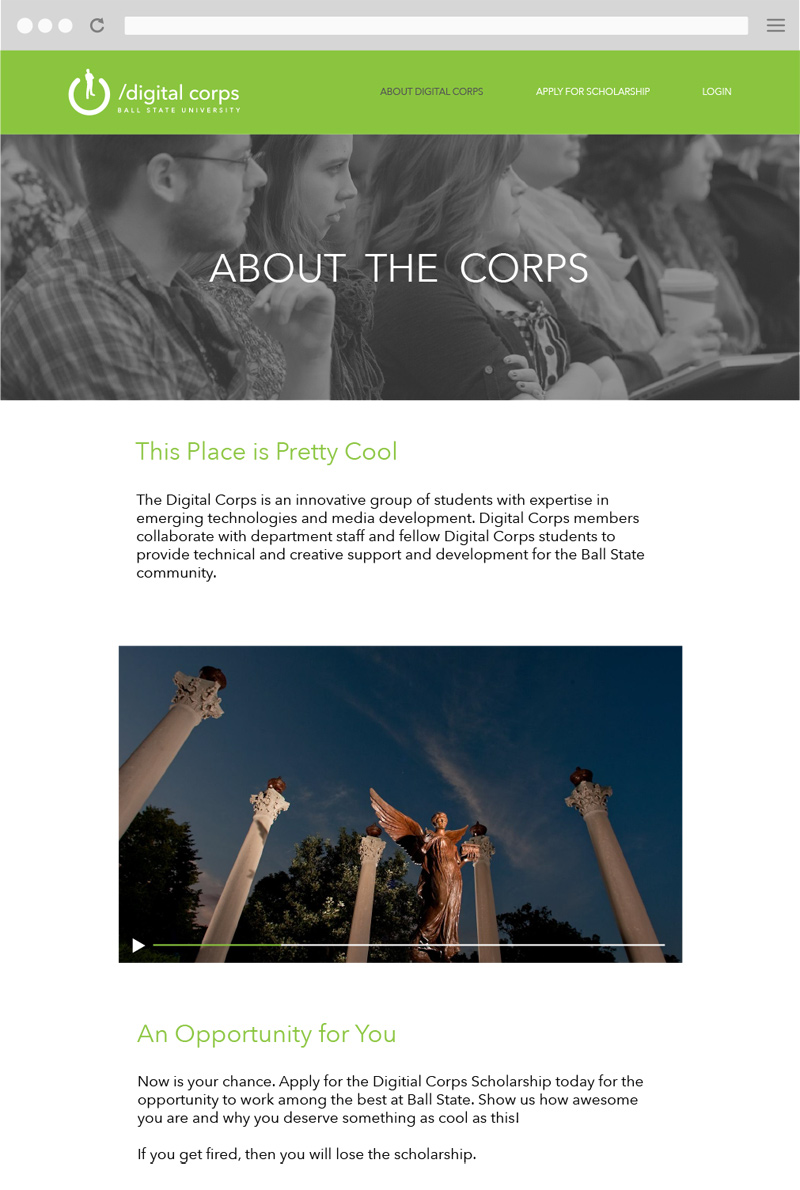 /digital corps
BALL STATE UNIVERSITY
ABOUT DIGITAL CORPS
APPLY FOR SCHOLARSHIP
LOGIN
ABOUT THE CORPS
This Place is Pretty Cool
The Digital Corps is an innovative group of students with expertise in
emerging technologies and media development. Digital Corps members
collaborate with department staff and fellow Digital Corps students to
provide technical and creative support and development for the Ball State
community.
An Opportunity for You
Now is your chance. Apply for the Digitial Corps Scholarship today for the
opportunity to work among the best at Ball State. Show us how awesome
you are and why you deserve something as cool as this!
If you get fired, then you will lose the scholarship.